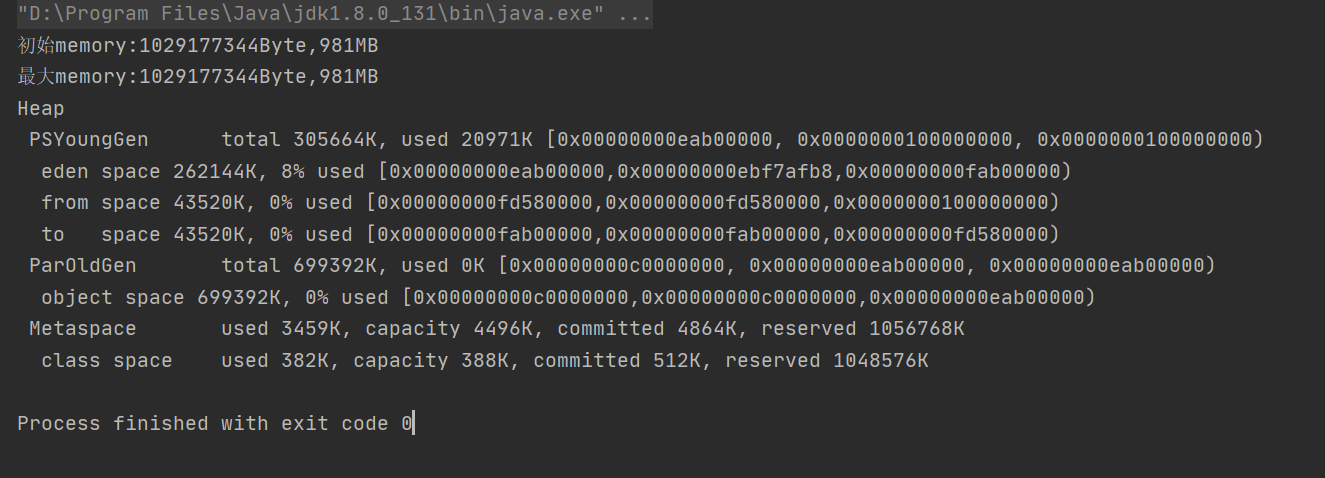 "D:\Program Files\Java\jdk1.8.0_131\bin\java.exe" ...
初始memory:1029177344Byte,981MB
最大memory:1029177344Byte,981MB
Heap
 PSYoungGen      total 305664K, used 20971K [0x00000000eab00000, 0x0000000100000000, 0x0000000100000000)
  eden space 262144K, 8% used [0x00000000eab00000,0x00000000ebf7afb8,0x00000000fab00000)
  from space 43520K, 0% used [0x00000000fd580000,0x00000000fd580000,0x0000000100000000)
  to   space 43520K, 0% used [0x00000000fab00000,0x00000000fab00000,0x00000000fd580000)
 ParOldGen       total 699392K, used 0K [0x00000000c0000000, 0x00000000eab00000, 0x00000000eab00000)
  object space 699392K, 0% used [0x00000000c0000000,0x00000000c0000000,0x00000000eab00000)
 Metaspace       used 3459K, capacity 4496K, committed 4864K, reserved 1056768K
  class space    used 382K, capacity 388K, committed 512K, reserved 1048576K
Process finished with exit code 0